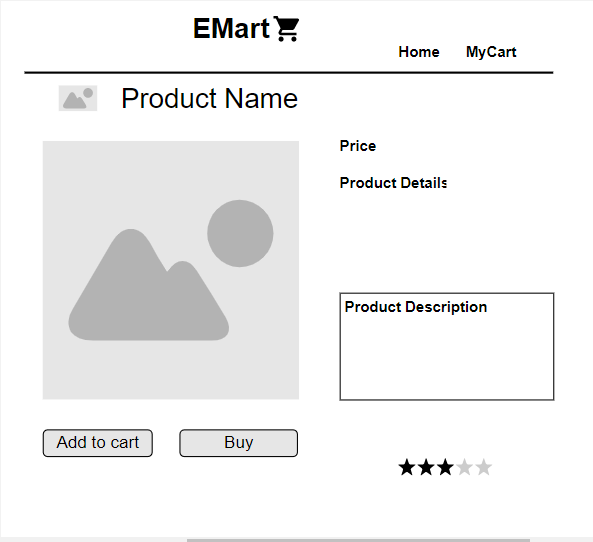 EMart
Home MyCart
Product Name
Price
Product Details
Product Description
Add to cart Buy